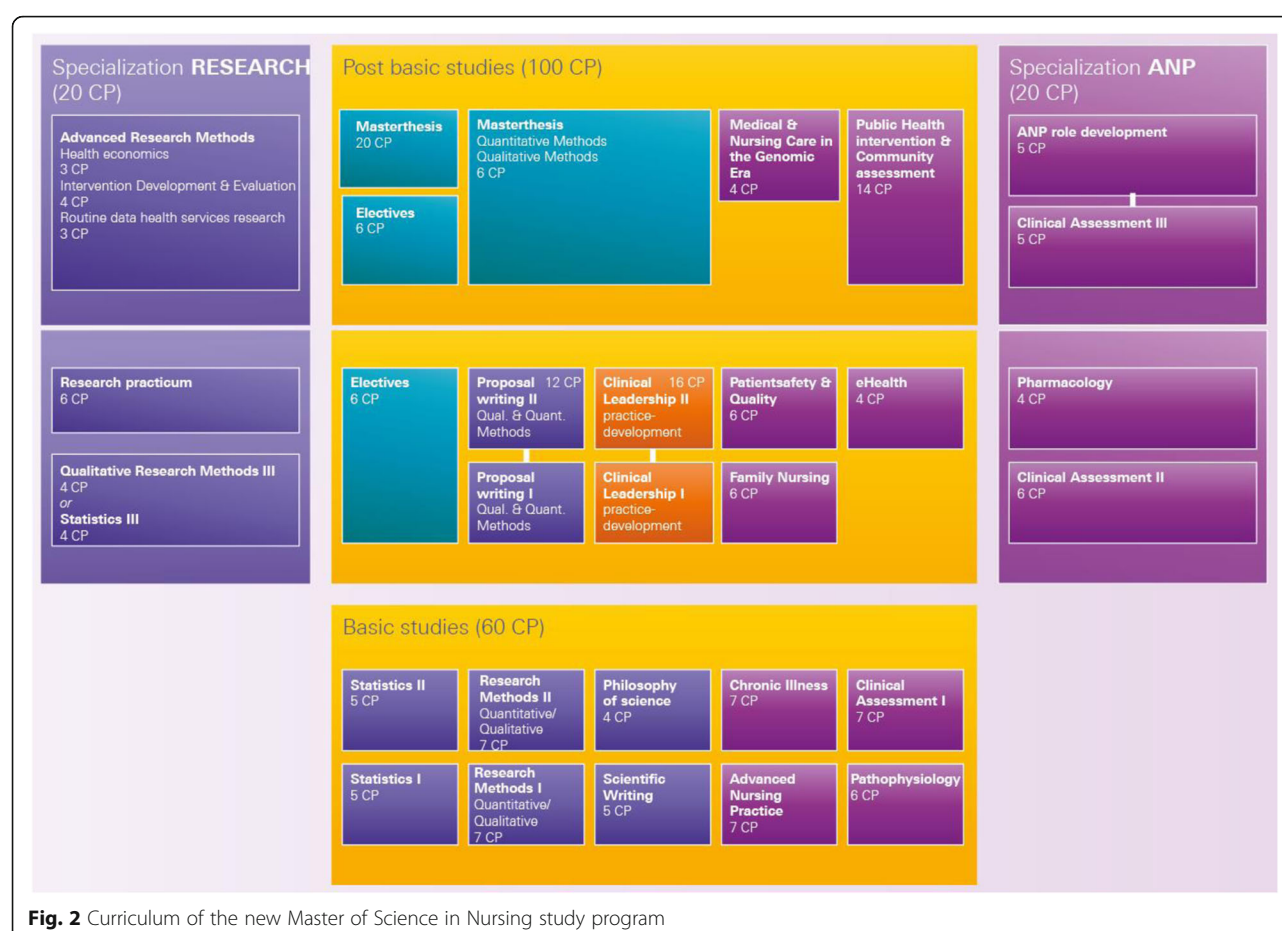 Specialization RESEARCH
(20 CP)
Advanced Research Methods
Health economics
3 CP
Intervention Development & Evaluation
4 CP
Routine data health services research
3 CP
Post basic studies (100 CP)
Masterthesis
20 CP
Electives
6 CP
Masterthesis
Quantitative Methods
Qualitative Methods
6 CP
Medical &
Nursing Care in
the Genomic
Era
4 CP
Public Health
intervention &
Community
assessment
14 CP
Specialization ANP
(20 CP)
ANP role development
5 CP
Clinical Assessment III
5 CP
Research practicum
6 CP
Qualitative Research Methods III
4 CP
or
Statistics III
4 CP
Electives
6 CP
Proposal 12 CP
writing II
Qual. & Quant.
Methods
Clinical 16 CP
Leadership II
practice-
development
Patientsafety &
Quality
6 CP
eHealth
4 CP
Proposal
writing I
Qual. & Quant.
Methods
Clinical
Leadership I
practice-
development
Family Nursing
6 CP
Pharmacology
4 CP
Clinical Assessment II
6 CP
Basic studies (60 CP)
Statistics II
5 CP
Research
Methods II
Quantitative/
Qualitative
7 CP
Philosophy
of science
4 CP
Chronic Illness
7 CP
Clinical
Assessment I
7 CP
Statistics I
5 CP
Research
Methods I
Quantitative/
Qualitative
7 CP
Scientific
Writing
5 CP
Advanced
Nursing
Practice
7 CP
Pathophysiology
6 CP
Fig. 2 Curriculum of the new Master of Science in Nursing study program